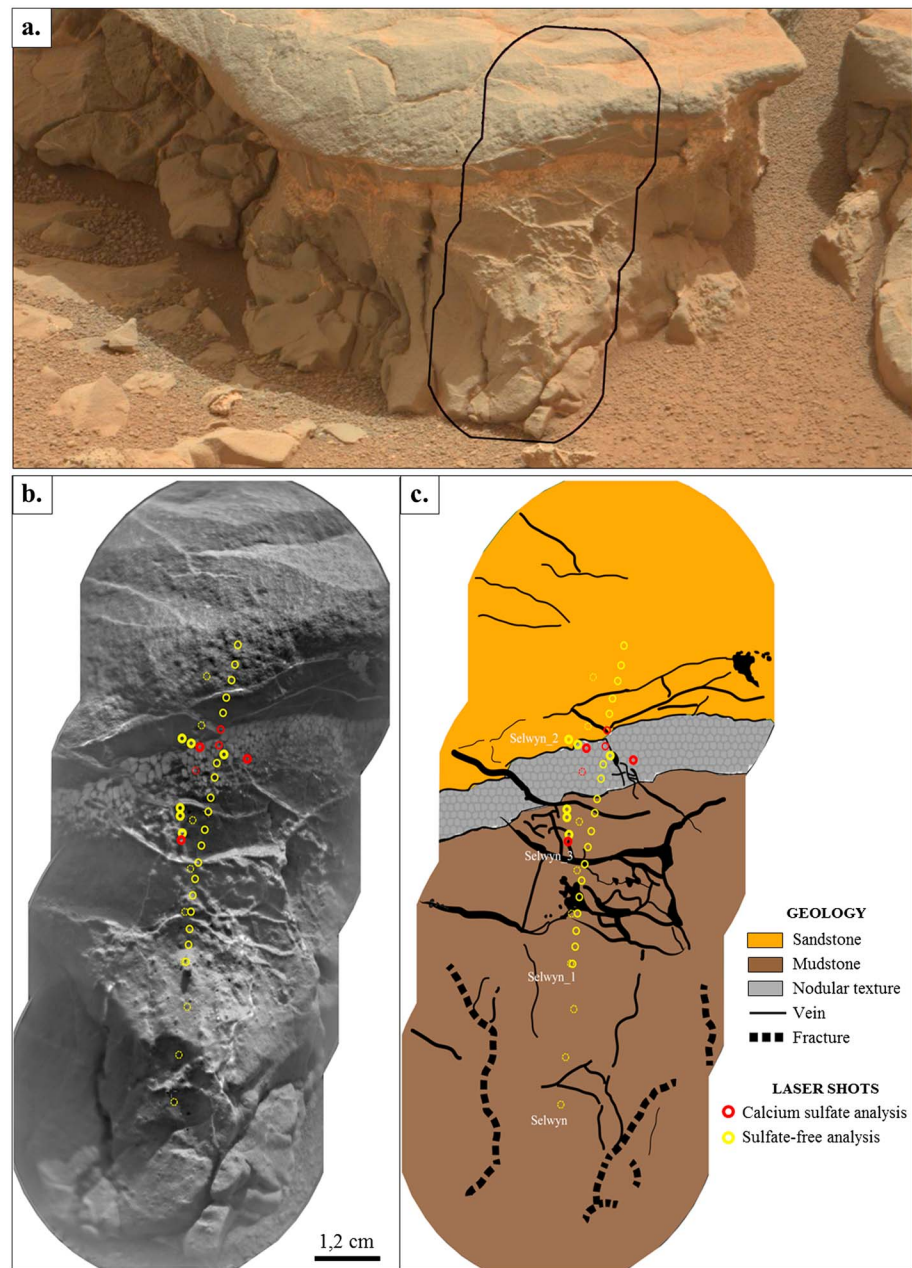 a.
b.
c.
Selwyn_2
Selwyn_3
Selwyn_1
Selwyn
GEOLOGY
Sandstone
Mudstone
Nodular texture
Vein
Fracture
LASER SHOTS
Calcium sulfate analysis
Sulfate-free analysis
1,2 cm